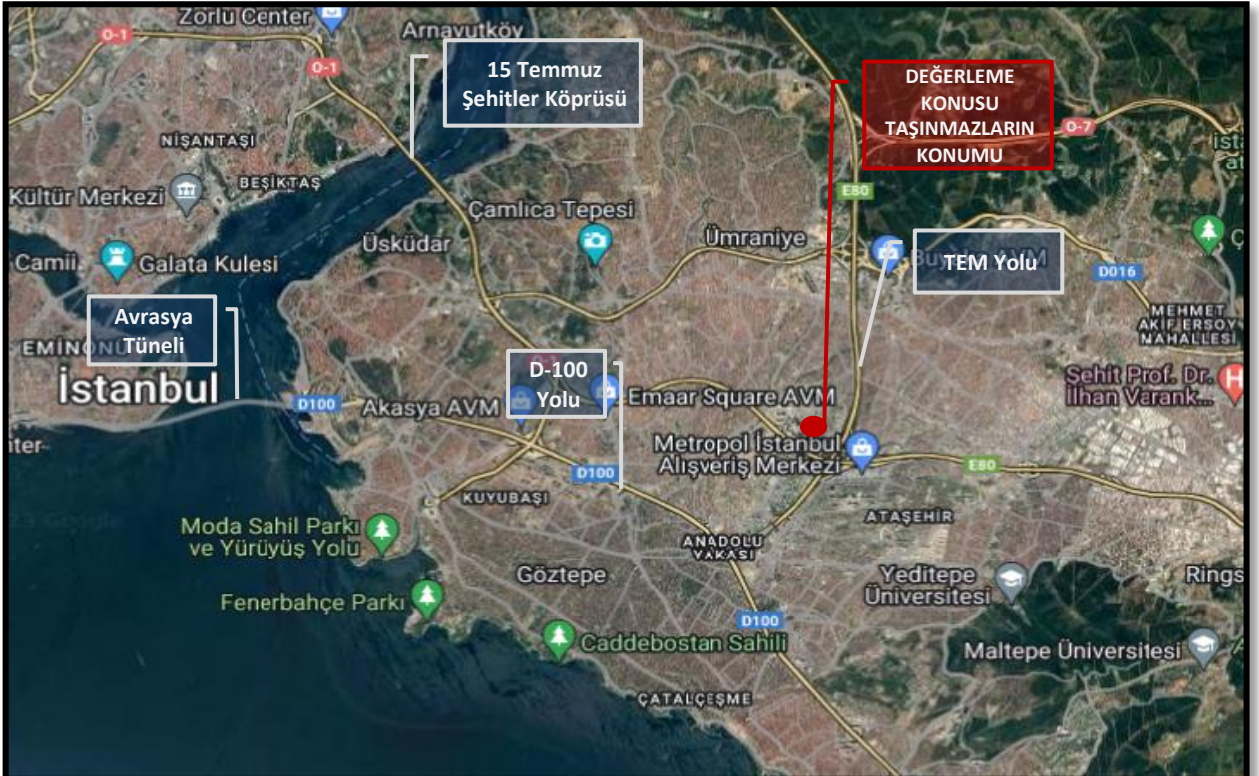 Zorlu Center
Arnavutköy
O-1
O-1
15 Temmuz
Şehitler Köprüsü
DEĞERLEME
KONUSU
TAŞINMAZLARIN
KONUMU
O-7
NİŞANTAŞI
BEŞİKTAŞ
Kültür Merkezi
E80
Çamlıca Tepesi
Üsküdar
Ümraniye
Camii
Galata Kulesi
TEM Yolu
D016
Avrasya
Tüneli
MEHMET
AKİF ERSOY
MAHALLESİ
EMİNÖNÜ
D-100
Yolu
İstanbul
D100
Akasya AVM
Emaar Square AVM
Şehit Prof. Dr.
İlhan Varank...
H
Metropol İstanbul
Alışveriş Merkezi
D100
E80
KUYUBAŞI
ATAŞEHİR
Moda Sahil Parkı
ve Yürüyüş Yolu
ANADOLU
YAKASI
Göztepe
Yeditepe
Üniversitesi
Rings
Fenerbahçe Parkı
D100
Caddebostan Sahili
Maltepe Üniversitesi
ÇATALÇEŞME